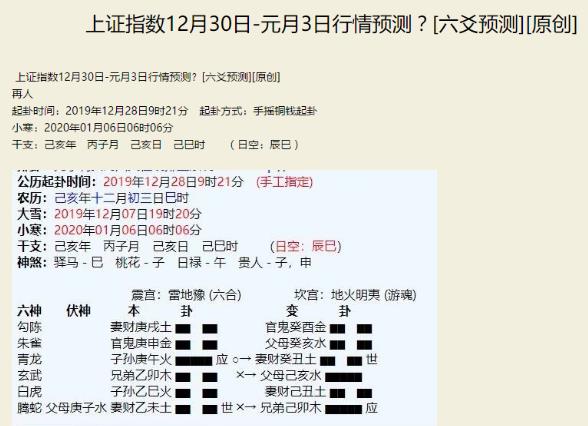 上证指数12月30日-元月3日行情预测？[六爻预测][原创]
上证指数12月30日-元月3日行情预测？[六爻预测][原创]
再人
起卦时间：2019年12月28日9时21分 起卦方式：手摇铜钱起卦
小寒：2020年01月06日06时06分
干支：己亥年 丙子月 己亥日 己巳时 （日空：辰巳）
公历起卦时间：2019年12月28日9时21分 (手工指定)
农历：己亥年十二月初三日巳时
大雪：2019年12月07日19时20分
小寒：2020年01月06日06时06分
干支：己亥年 丙子月 己亥日 己巳时 (日空：辰巳)
神煞：驿马－巳 桃花－子 日禄－午 贵人－子，申
震宫：雷地豫 (六合) 坎宫：地火明夷 (游魂)
六神 伏神 本 卦 变 卦
勾陈 妻财庚戌土 官鬼癸酉金
朱雀 官鬼庚申金 父母癸亥水
青龙 子孙庚午火 应 ○→ 妻财癸丑土 世
玄武 兄弟乙卯木 ×→ 父母己亥水
白虎 子孙乙巳火 妻财己丑土
腾蛇 父母庚子水 妻财乙未土 世 ×→ 兄弟己卯木 应